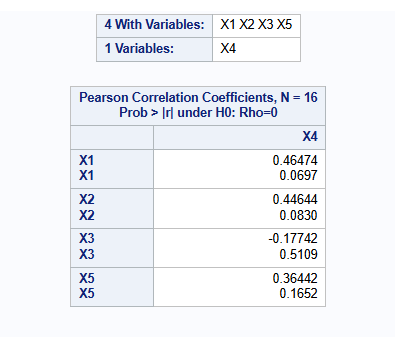 4 With Variables: X1 X2 X3 X5
1 Variables: X4
Pearson Correlation Coefficients, N = 16
Prob > |r| under H0: Rho=0
X4
X1 0.46474
X1 0.0697
X2 0.44644
X2 0.0830
X3 -0.17742
X3 0.5109
X5 0.36442
X5 0.1652